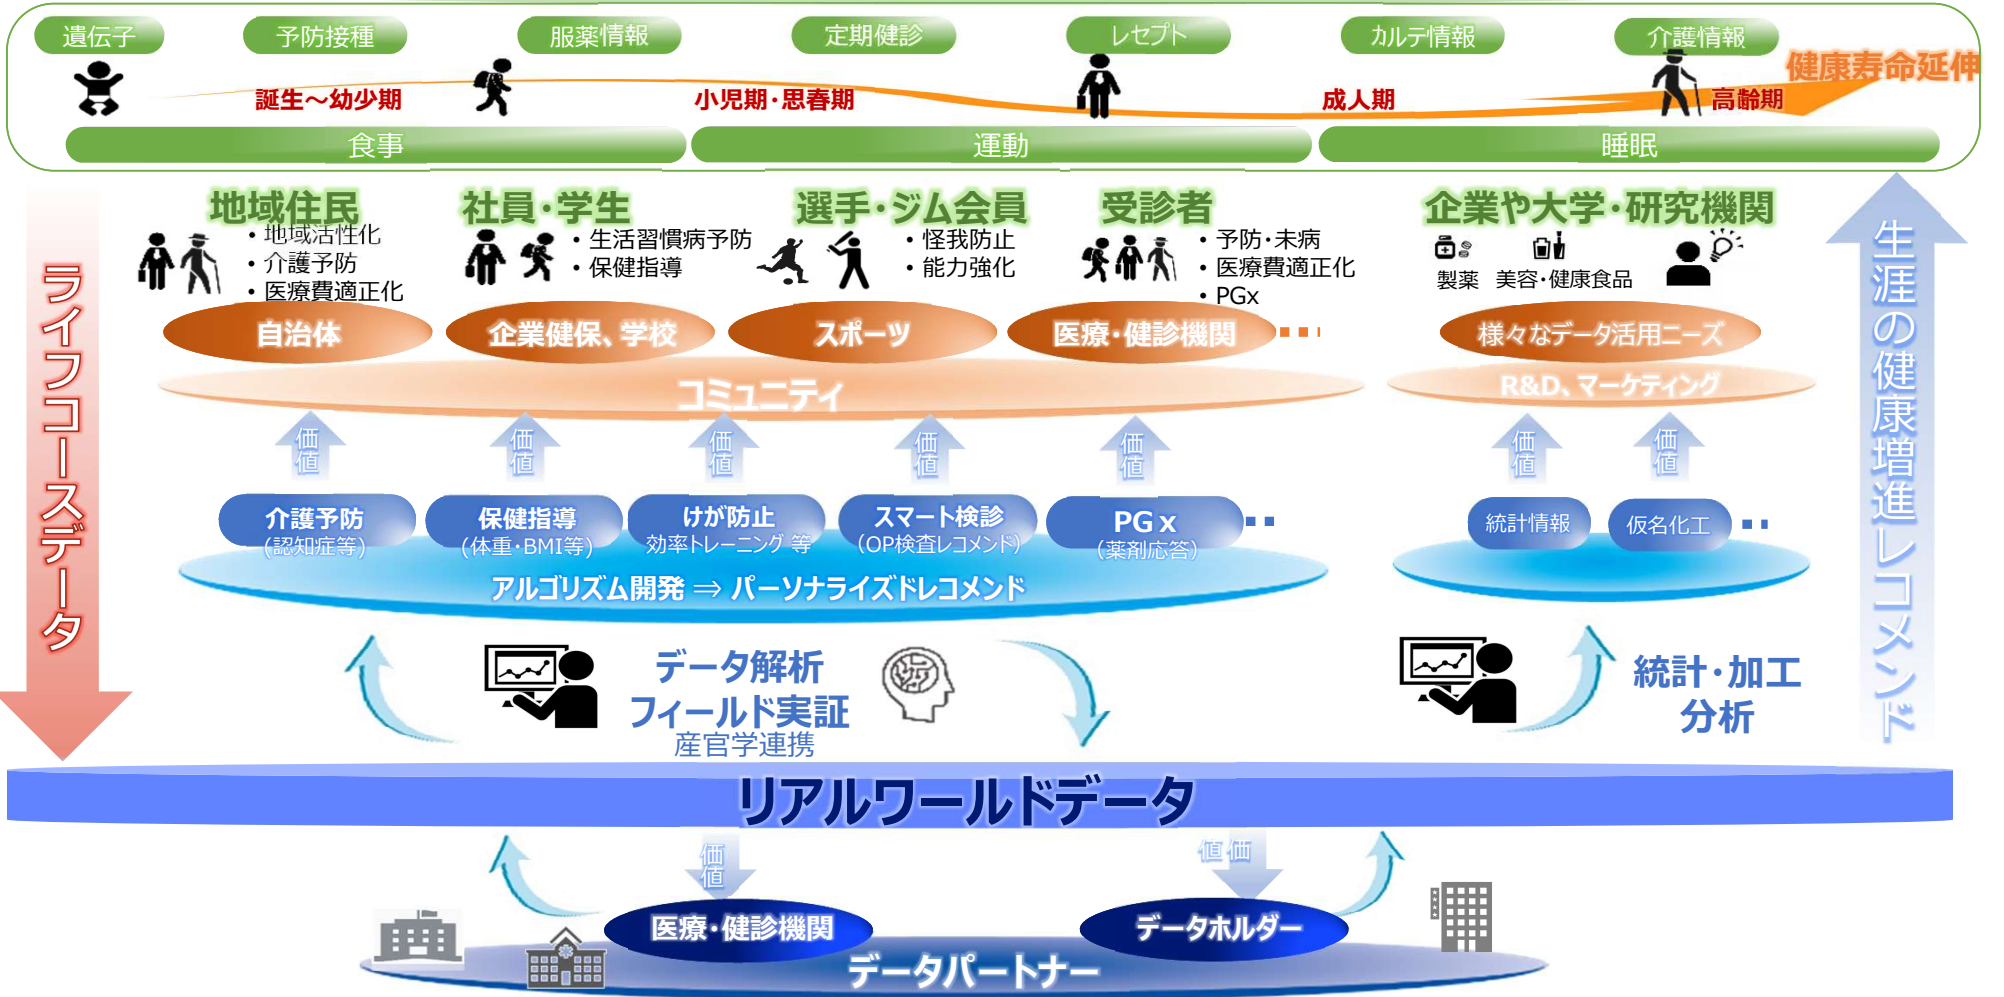 遺伝子
予防接種
服薬情報
定期健診
レセプト
カルテ情報
介護情報
健康寿命延伸
誕生～幼少期
小児期・思春期
成人期
高齢期
食事
運動
睡眠
ライフコースデータ
地域住民
・地域活性化
・介護予防
・医療費適正化
自治体
社員・学生
・生活習慣病予防
・保健指導
企業健保、学校
選手・ジム会員
・怪我防止
・能力強化
スポーツ
受診者
・予防・未病
・医療費適正化
・PGx
医療・健診機関
企業や大学・研究機関
製薬
美容・健康食品
様々なデータ活用ニーズ
コミュニティ
R&D、マーケティング
生涯の健康増進レコメンド
価値
価値
価値
価値
価値
価値
価値
介護予防
(認知症等)
保健指導
(体重・BMI等)
けが防止
効率トレーニング 等
スマート検診
(OP検査レコメンド)
PGx
(薬剤応答)
統計情報
仮名化工
アルゴリズム開発 ⇒ パーソナライズドレコメンド
データ解析
フィールド実証
産官学連携
統計・加工
分析
リアルワールドデータ
価値
値価
医療・健診機関
データホルダー
データパートナー